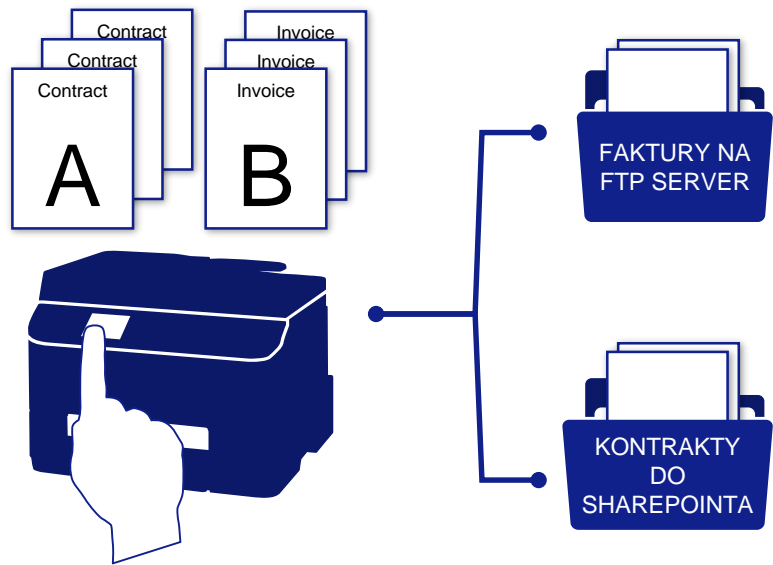 Contract
Contract
Contract
A
Invoice
Invoice
Invoice
B
FAKTURY NA
FTP SERVER
KONTRAKTY
DO
SHAREPOINTA